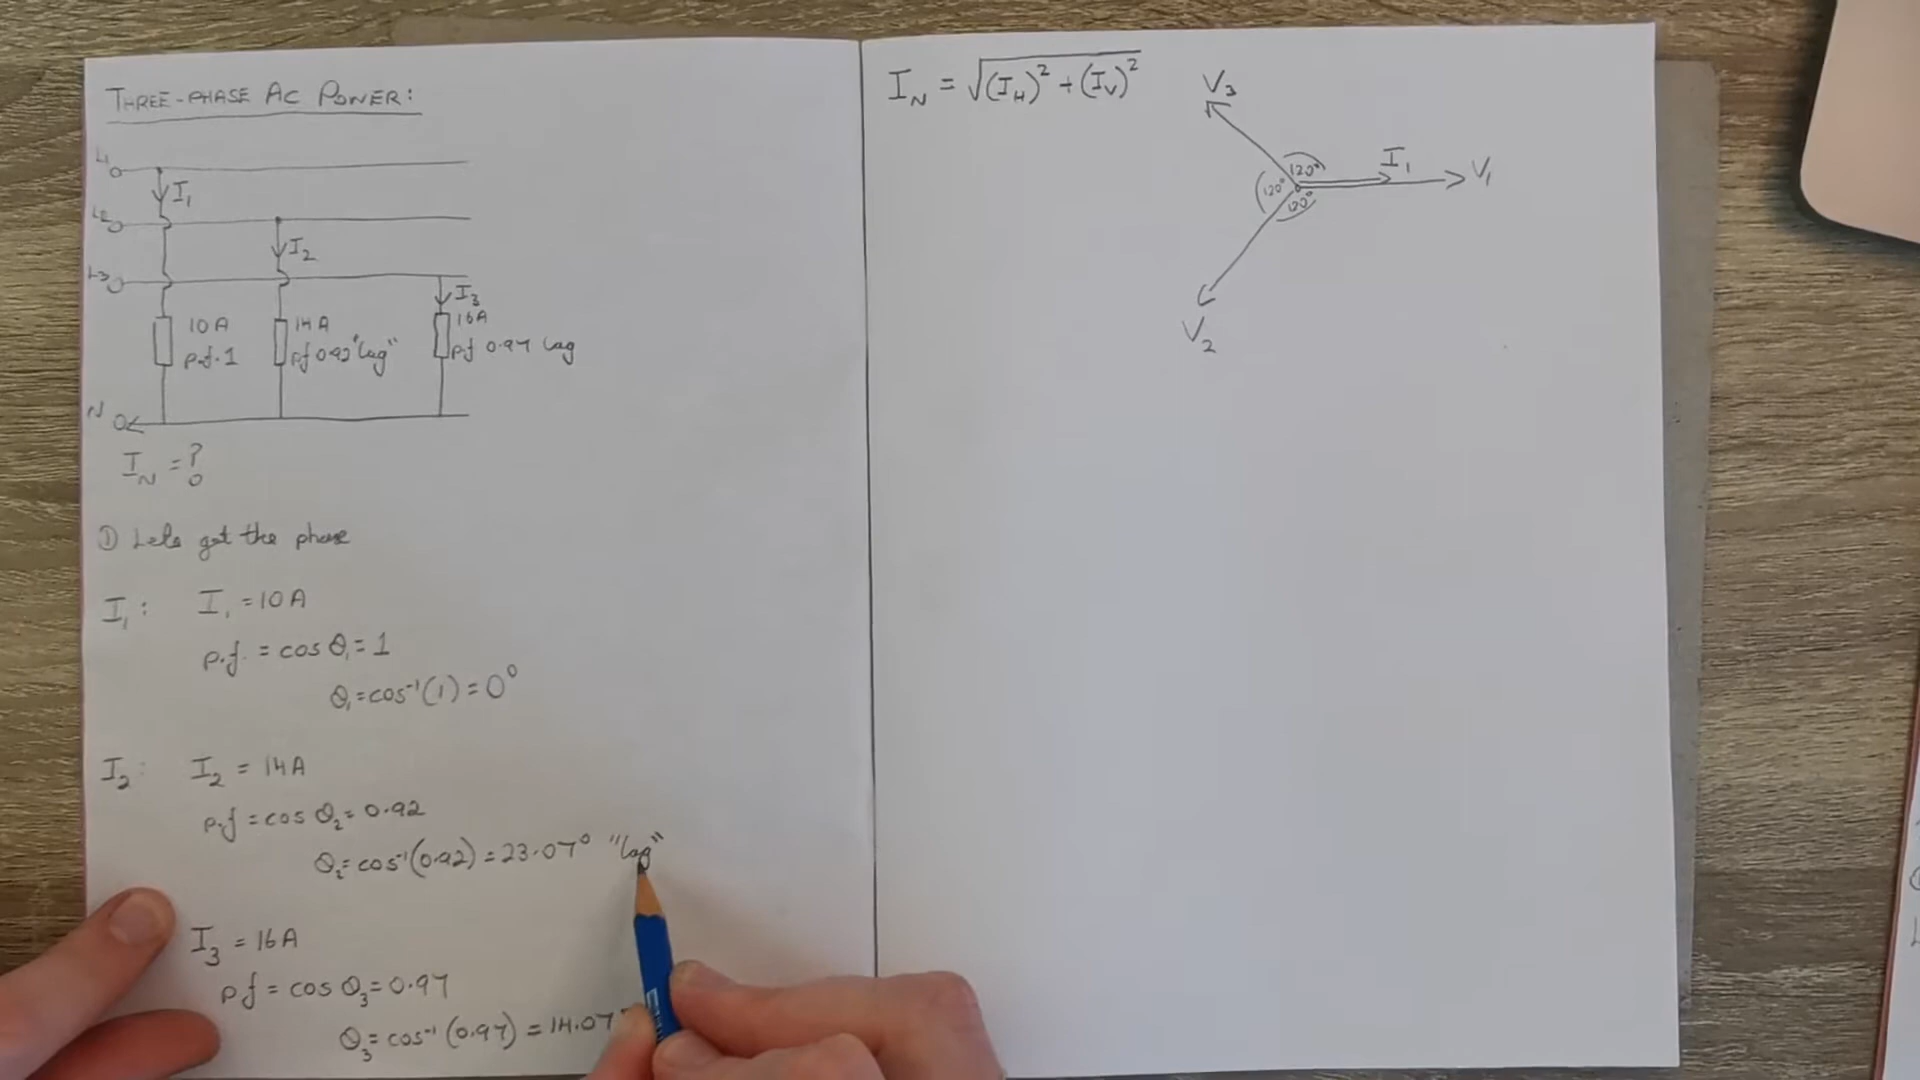 THREE-PHASE AC POWER:
L1
I1
L2
I2
L3
I3
10A
p.f. 1
14A
pf 0.92 "lag"
16A
pf 0.97 lag
N
IN = ?
① Lets get the phase
I1: I1 = 10A
p.f. = cos θ1 = 1
θ1 = cos⁻¹(1) = 0°
I2: I2 = 14A
p.f = cos θ2 = 0.92
θ2 = cos⁻¹(0.92) = 23.07° "lag"
I3 = 16A
pf = cos θ3 = 0.97
θ3 = cos⁻¹(0.97) = 14.07°
IN = √(IH)² + (IV)²
V3
120°
I1
V1
120°
120°
V2